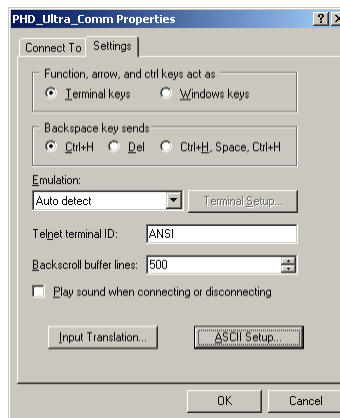 PHD_Ultra_Comm Properties
Connect To Settings
Function, arrow, and ctrl keys act as
Terminal keys Windows keys
Backspace key sends
Ctrl+H Del Ctrl+H, Space, Ctrl+H
Emulation:
Auto detect Terminal Setup...
Telnet terminal ID: ANSI
Backscroll buffer lines: 500
Play sound when connecting or disconnecting
Input Translation... ASCII Setup...
OK Cancel